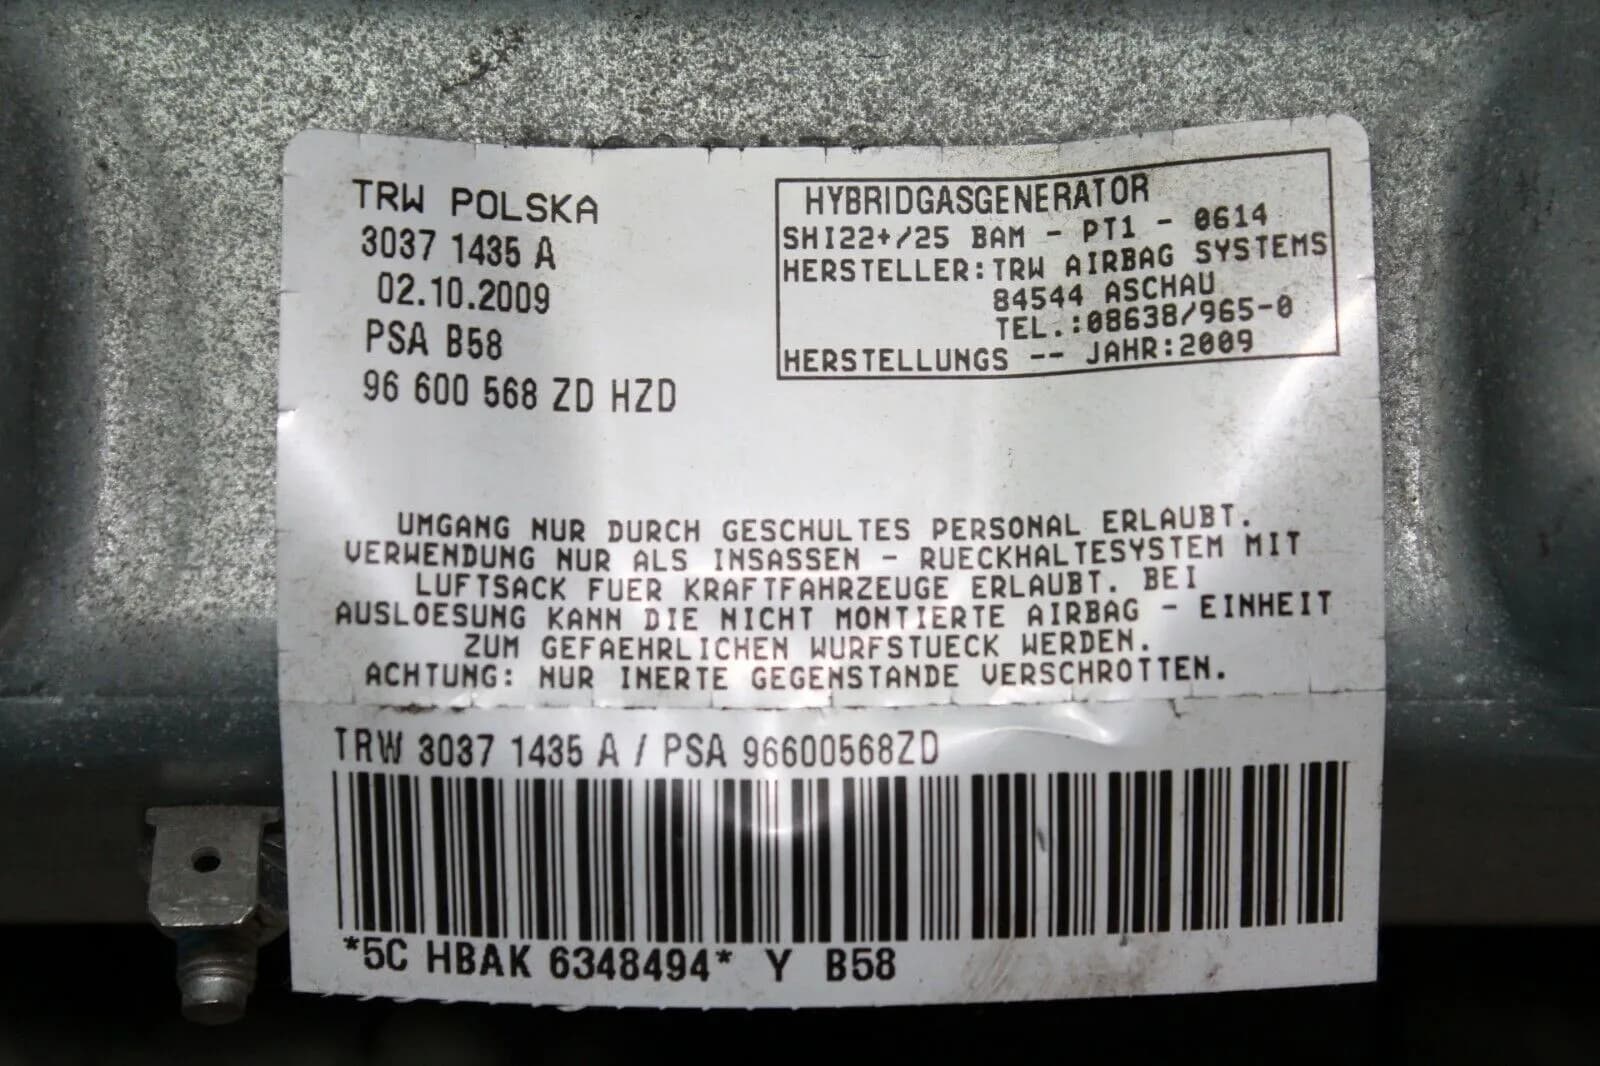 TRW POLSKA
3037 1435 A
02.10.2009
PSA B58
96 600 568 ZD HZD
HYBRIDGASGENERATOR
SHI22+/25 BAM - PT1 - 0614
HERSTELLER:TRW AIRBAG SYSTEMS
84544 ASCHAU
TEL.:08638/965-0
HERSTELLUNGS -- JAHR:2009
UMGANG NUR DURCH GESCHULTES PERSONAL ERLAUBT.
VERWENDUNG NUR ALS INSASSEN - RUECKHALTESYSTEM MIT
LUFTSACK FUER KRAFTFAHRZEUGE ERLAUBT. BEI
AUSLOESUNG KANN DIE NICHT MONTIERTE AIRBAG - EINHEIT
ZUM GEFAEHRLICHEN WURFSTUECK WERDEN.
ACHTUNG: NUR INERTE GEGENSTANDE VERSCHROTTEN.
TRW 3037 1435 A / PSA 96600568ZD
*5C HBAK 6348494* Y B58